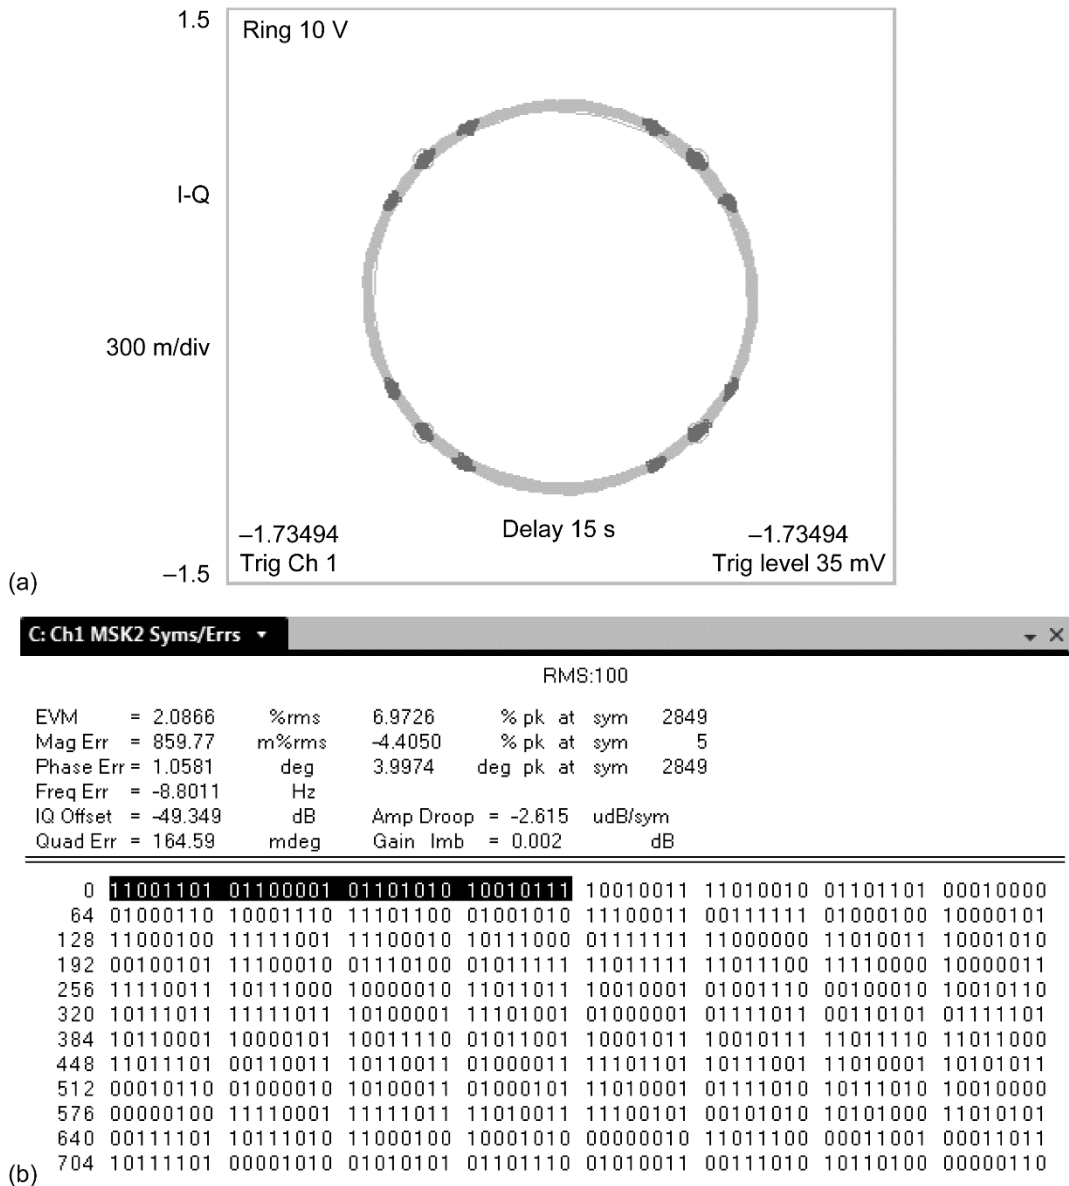 1.5
Ring 10 V
I-Q
300 m/div
–1.73494 Delay 15 s –1.73494
Trig Ch 1 Trig level 35 mV
–1.5
(a)
C: Ch1 MSK2 Syms/Errs
RMS:100
EVM = 2.0866 %rms 6.9726 % pk at sym 2849
Mag Err = 859.77 m%rms -4.4050 % pk at sym 5
Phase Err = 1.0581 deg 3.9974 deg pk at sym 2849
Freq Err = -8.8011 Hz
IQ Offset = -49.349 dB Amp Droop = -2.615 udB/sym
Quad Err = 164.59 mdeg Gain Imb = 0.002 dB
0 11001101 01100001 01101010 10010111 10010011 11010010 01101101 00010000
64 01000110 10001110 11101100 01001010 11100011 00111111 01000100 10000101
128 11000100 11111001 11100010 10111000 01111111 11000000 11010011 10001010
192 00100101 11100010 01110100 01011111 11011111 11011100 11110000 10000011
256 11110011 10111000 10000010 11011011 10010001 01001110 00100010 10010110
320 10111011 11111011 10100001 11101001 01000001 01111011 00110101 01111101
384 10110001 10000101 10011110 01011001 10001011 10010111 11011110 11011000
448 11011101 00110011 10110011 01000011 11101101 10111001 11010001 10101011
512 00010110 01000010 10100011 01000101 11010001 01111010 10111010 10010000
576 00000100 11110001 11111011 11010011 11100101 00101010 10101000 11010101
640 00111101 10111010 11000100 10001010 00000010 11011100 00011001 00011011
704 10111101 00001010 01010101 01101110 01010011 00111010 10110100 00000110
(b)